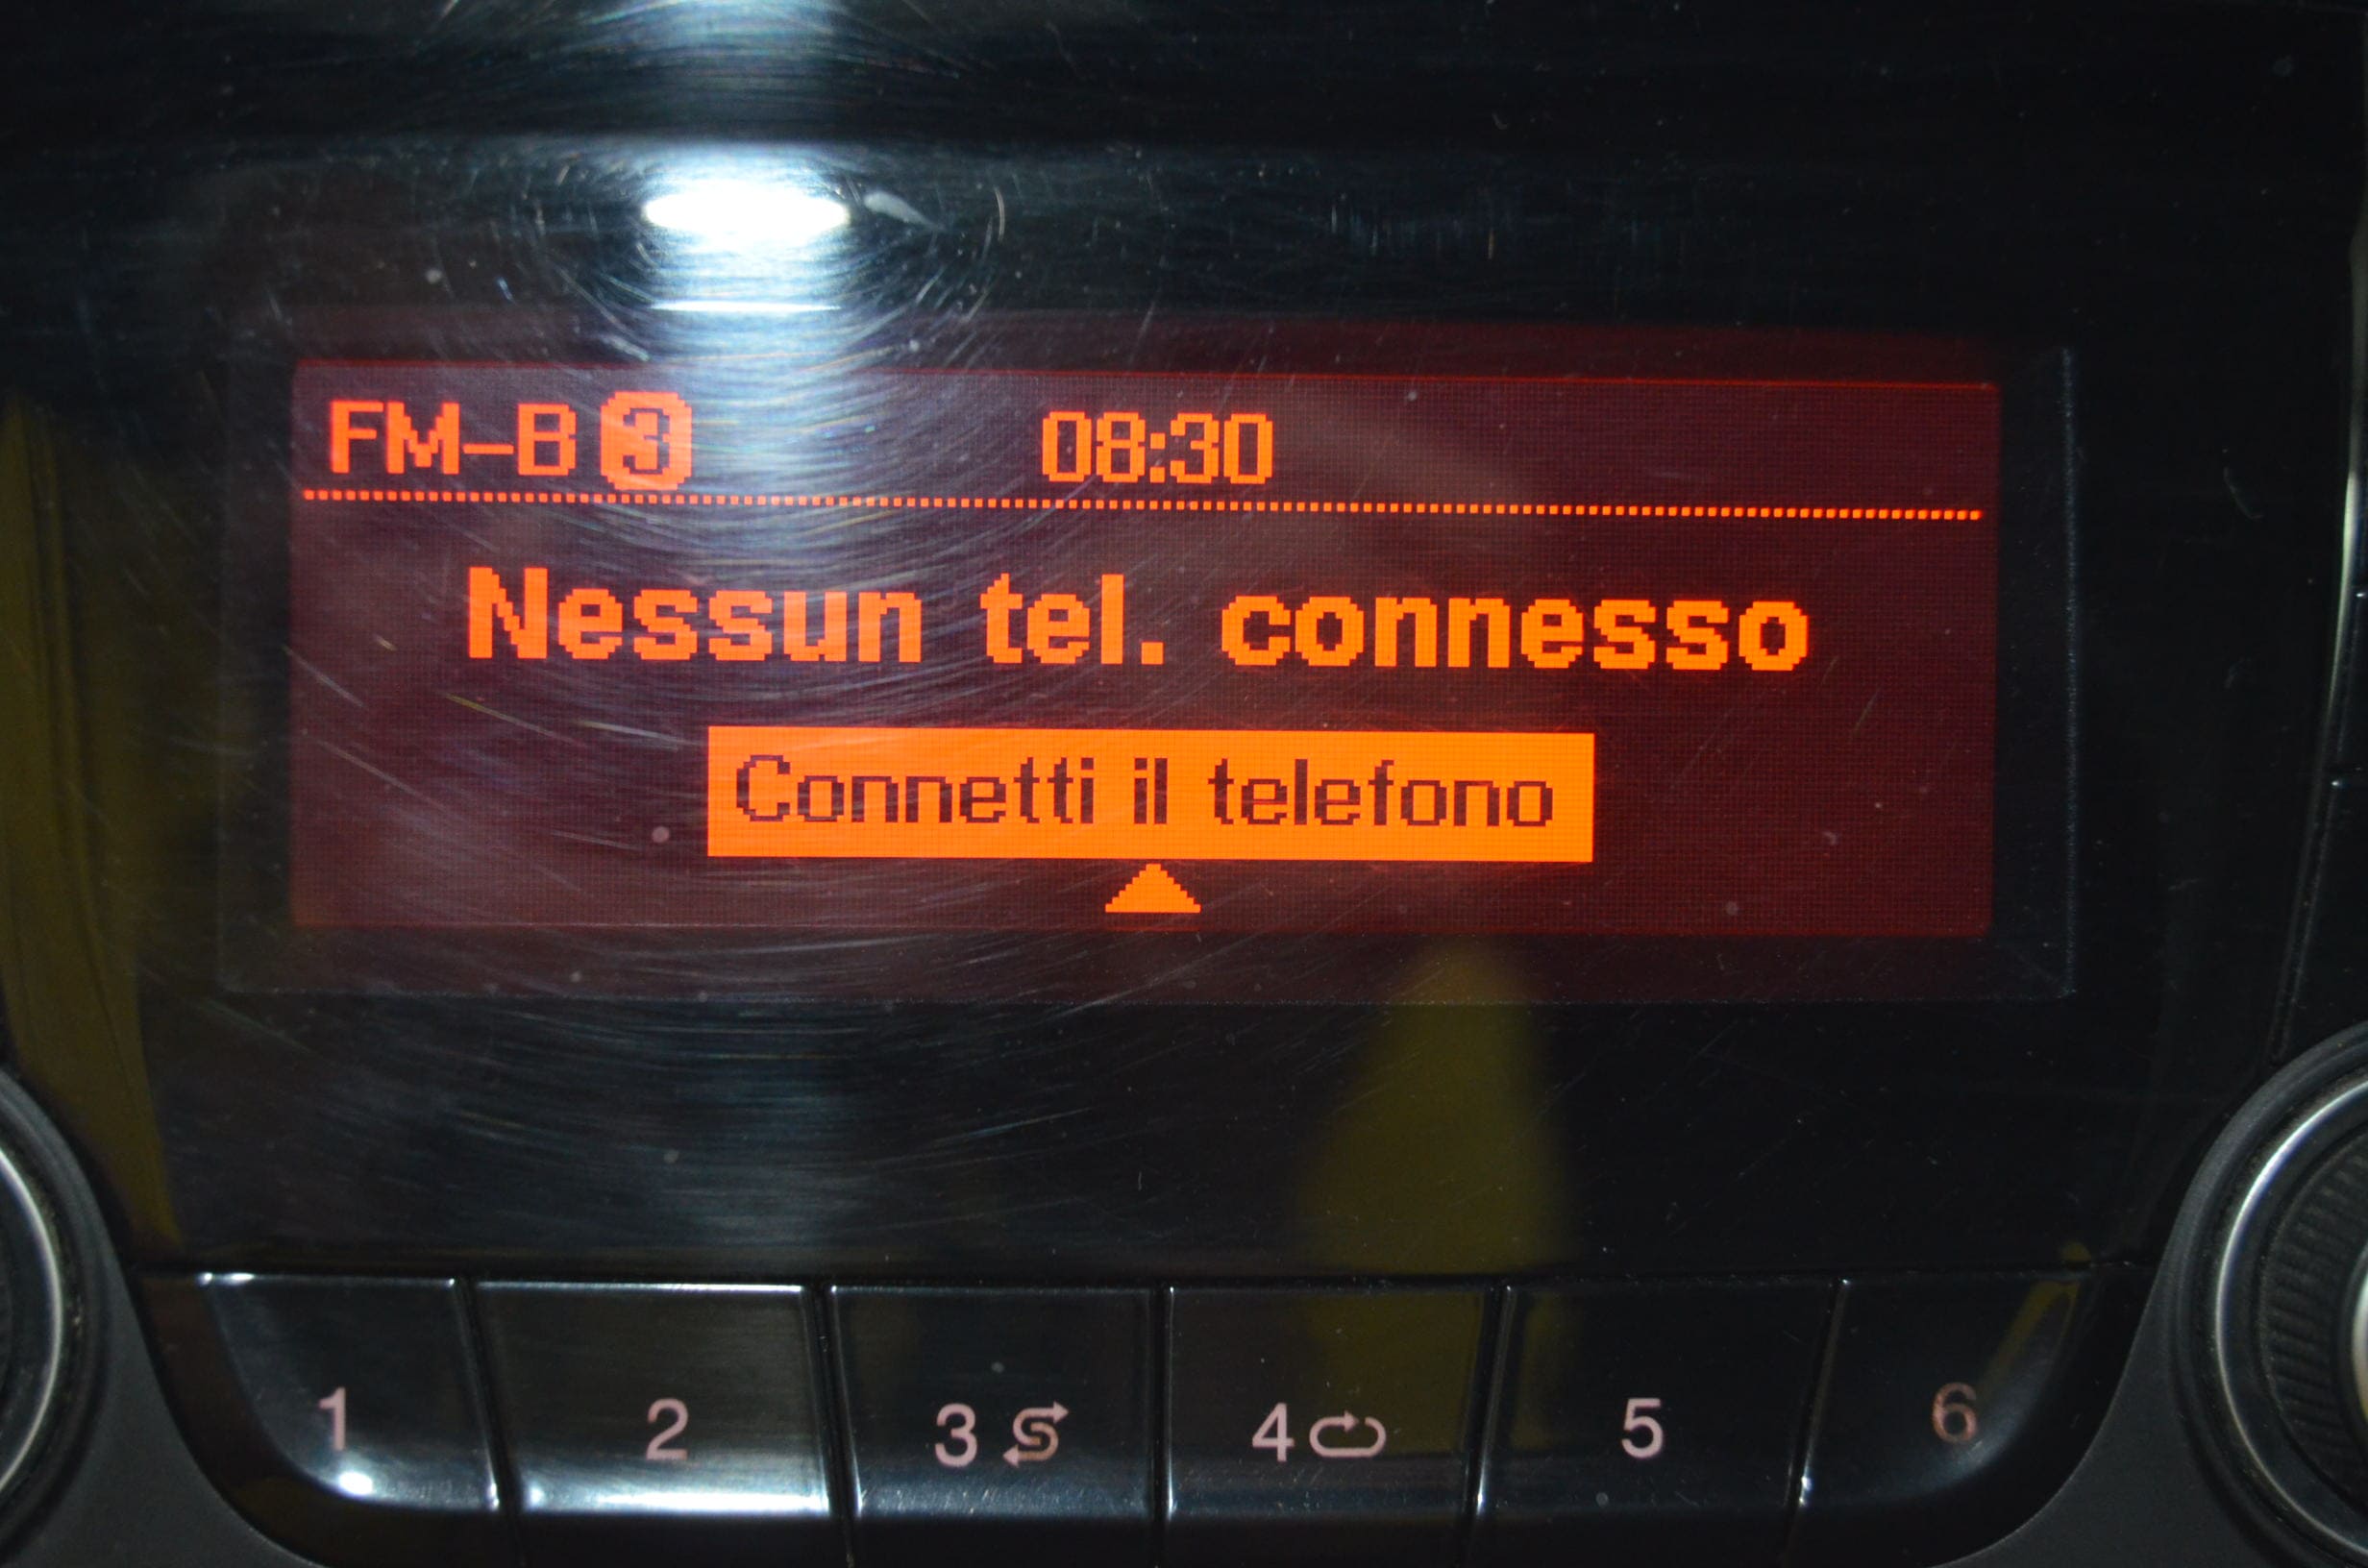 FM-B 3 08:30
Nessun tel. connesso
Connetti il telefono
1 2 3 4 5 6